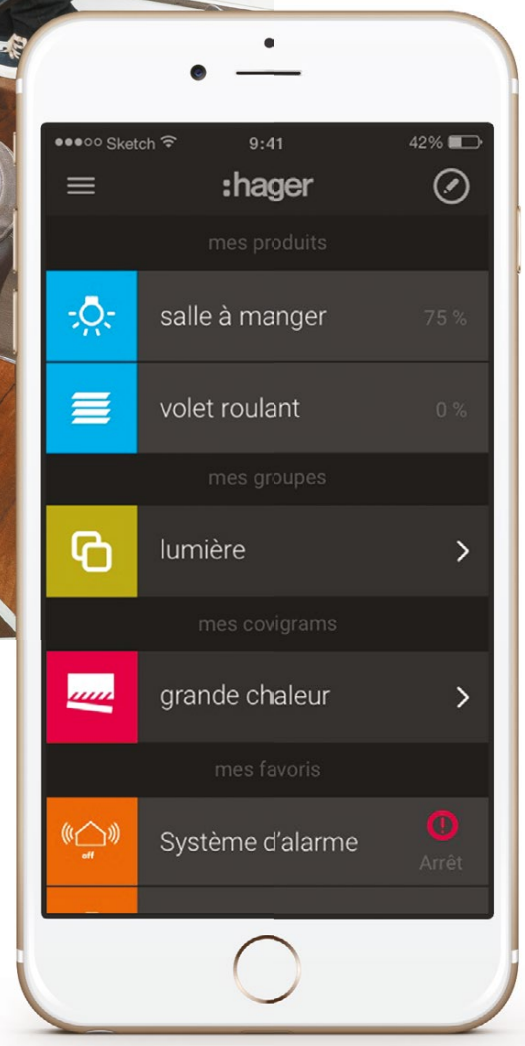 Sketch 9:41 42%
:hager
mes produits
salle à manger 75 %
volet roulant 0 %
mes groupes
lumière
mes covigrams
grande chaleur
mes favoris
off
Système d'alarme
Arrêt